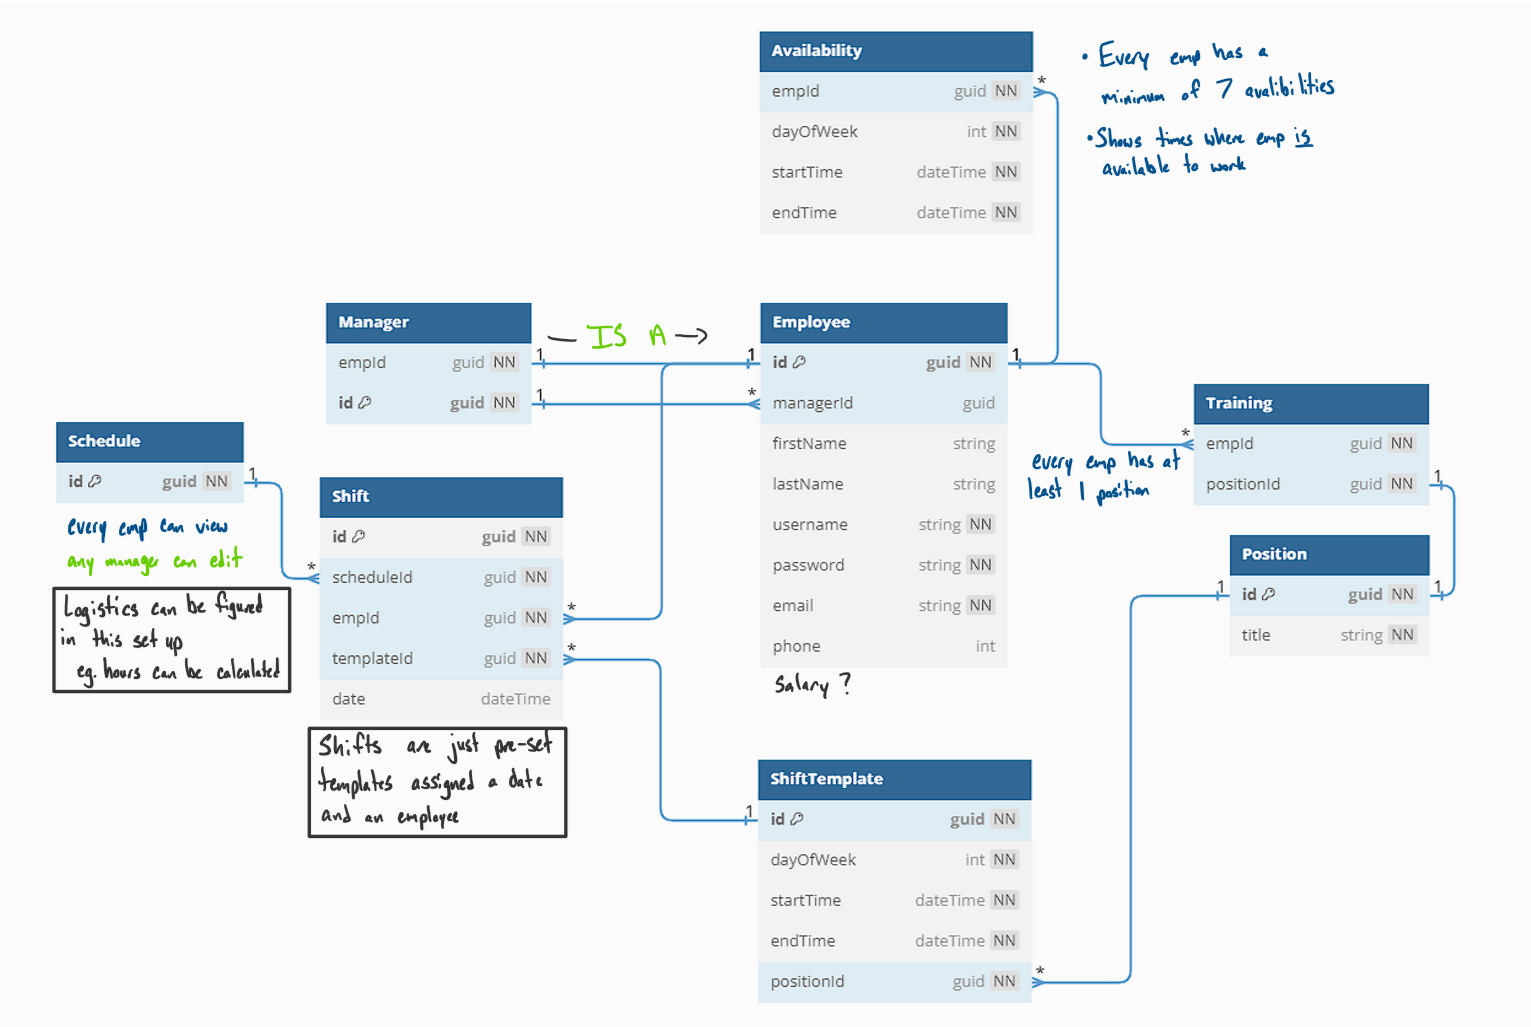 Availability
empId guid NN
dayOfWeek int NN
startTime dateTime NN
endTime dateTime NN
*
• Every emp has a
minimum of 7 avalibilities
• Shows times where emp is
available to work
Manager
empId guid NN
id guid NN
1
1
— IS A →
1
*
Employee
id guid NN
managerId guid
firstName string
lastName string
username string NN
password string NN
email string NN
phone int
1
Salary ?
Training
empId guid NN
positionId guid NN
*
1
every emp has at
least 1 position
Position
id guid NN
title string NN
1
1
Schedule
id guid NN
1
every emp can view
any manager can edit
Logistics can be figured
in this set up
eg. hours can be calculated
Shift
id guid NN
scheduleId guid NN
empId guid NN
templateId guid NN
date dateTime
*
*
*
Shifts are just pre-set
templates assigned a date
and an employee
ShiftTemplate
id guid NN
dayOfWeek int NN
startTime dateTime NN
endTime dateTime NN
positionId guid NN
1
*